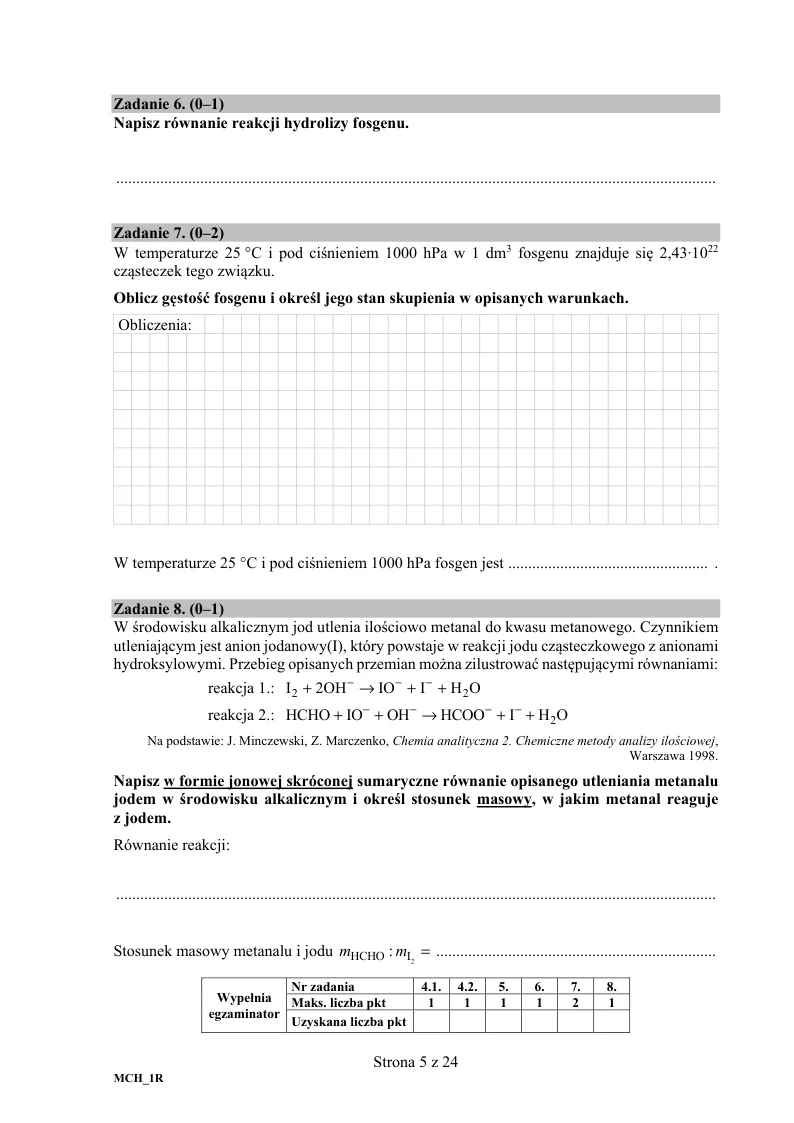 Zadanie 6. (0–1)
Napisz równanie reakcji hydrolizy fosgenu.
......................................................................................................................................................
Zadanie 7. (0–2)
W temperaturze 25 °C i pod ciśnieniem 1000 hPa w 1 dm³ fosgenu znajduje się 2,43·10²²
cząsteczek tego związku.
Oblicz gęstość fosgenu i określ jego stan skupienia w opisanych warunkach.
Obliczenia:
W temperaturze 25 °C i pod ciśnieniem 1000 hPa fosgen jest .................................................. .
Zadanie 8. (0–1)
W środowisku alkalicznym jod utlenia ilościowo metanal do kwasu metanowego. Czynnikiem
utleniającym jest anion jodanowy(I), który powstaje w reakcji jodu cząsteczkowego z anionami
hydroksylowymi. Przebieg opisanych przemian można zilustrować następującymi równaniami:
reakcja 1.: I₂ + 2OH⁻ → IO⁻ + I⁻ + H₂O
reakcja 2.: HCHO + IO⁻ + OH⁻ → HCOO⁻ + I⁻ + H₂O
Na podstawie: J. Minczewski, Z. Marczenko, Chemia analityczna 2. Chemiczne metody analizy ilościowej,
Warszawa 1998.
Napisz w formie jonowej skróconej sumaryczne równanie opisanego utleniania metanalu
jodem w środowisku alkalicznym i określ stosunek masowy, w jakim metanal reaguje
z jodem.
Równanie reakcji:
......................................................................................................................................................
Stosunek masowy metanalu i jodu m_HCHO : m_I₂ = ......................................................................
Wypełnia egzaminator
Nr zadania 4.1. 4.2. 5. 6. 7. 8.
Maks. liczba pkt 1 1 1 1 2 1
Uzyskana liczba pkt
Strona 5 z 24
MCH_1R